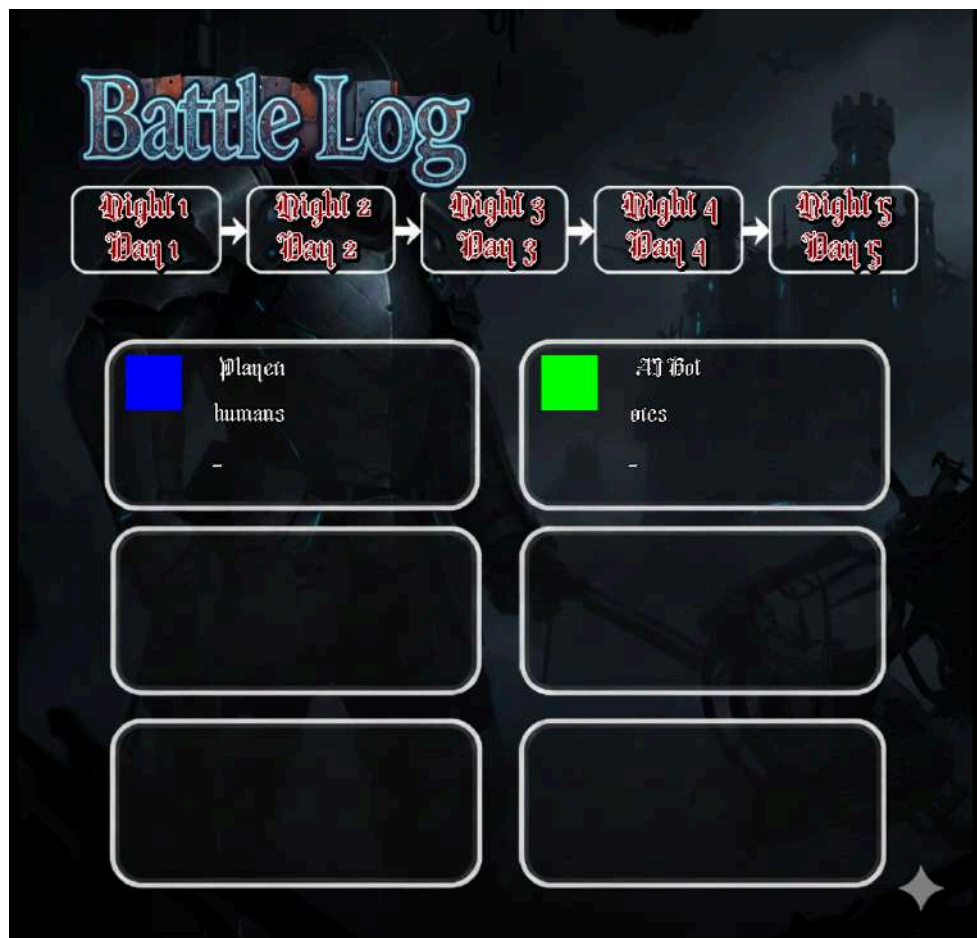 Battle Log
Night 1
Day 1
Night 2
Day 2
Night 3
Day 3
Night 4
Day 4
Night 5
Day 5
Player
humans
-
AI Bot
orcs
-